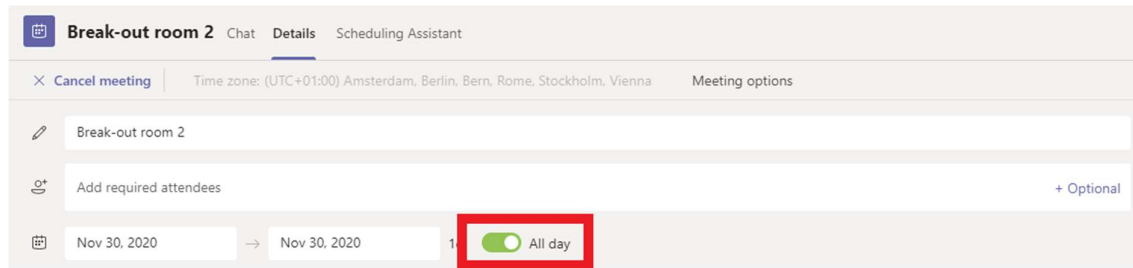 Break-out room 2 Chat Details Scheduling Assistant
Cancel meeting Time zone: (UTC+01:00) Amsterdam, Berlin, Bern, Rome, Stockholm, Vienna Meeting options
Break-out room 2
Add required attendees + Optional
Nov 30, 2020 → Nov 30, 2020 All day